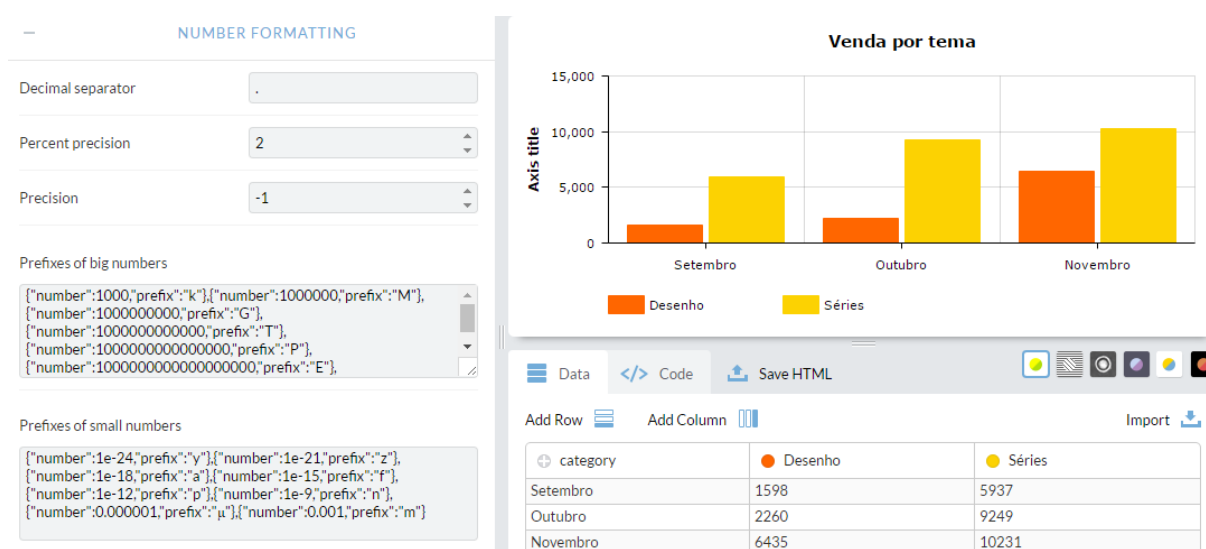 NUMBER FORMATTING
Decimal separator
.
Percent precision
2
Precision
-1
Prefixes of big numbers
{"number":1000,"prefix":"k"},{"number":1000000,"prefix":"M"},
{"number":1000000000,"prefix":"G"},
{"number":1000000000000,"prefix":"T"},
{"number":1000000000000000,"prefix":"P"},
{"number":1000000000000000000,"prefix":"E"},
Prefixes of small numbers
{"number":1e-24,"prefix":"y"},{"number":1e-21,"prefix":"z"},
{"number":1e-18,"prefix":"a"},{"number":1e-15,"prefix":"f"},
{"number":1e-12,"prefix":"p"},{"number":1e-9,"prefix":"n"},
{"number":0.000001,"prefix":"μ"},{"number":0.001,"prefix":"m"}
Venda por tema
Axis title
15,000
10,000
5,000
0
Setembro Outubro Novembro
Desenho Séries
Data </> Code Save HTML
Add Row Add Column Import
category Desenho Séries
Setembro 1598 5937
Outubro 2260 9249
Novembro 6435 10231